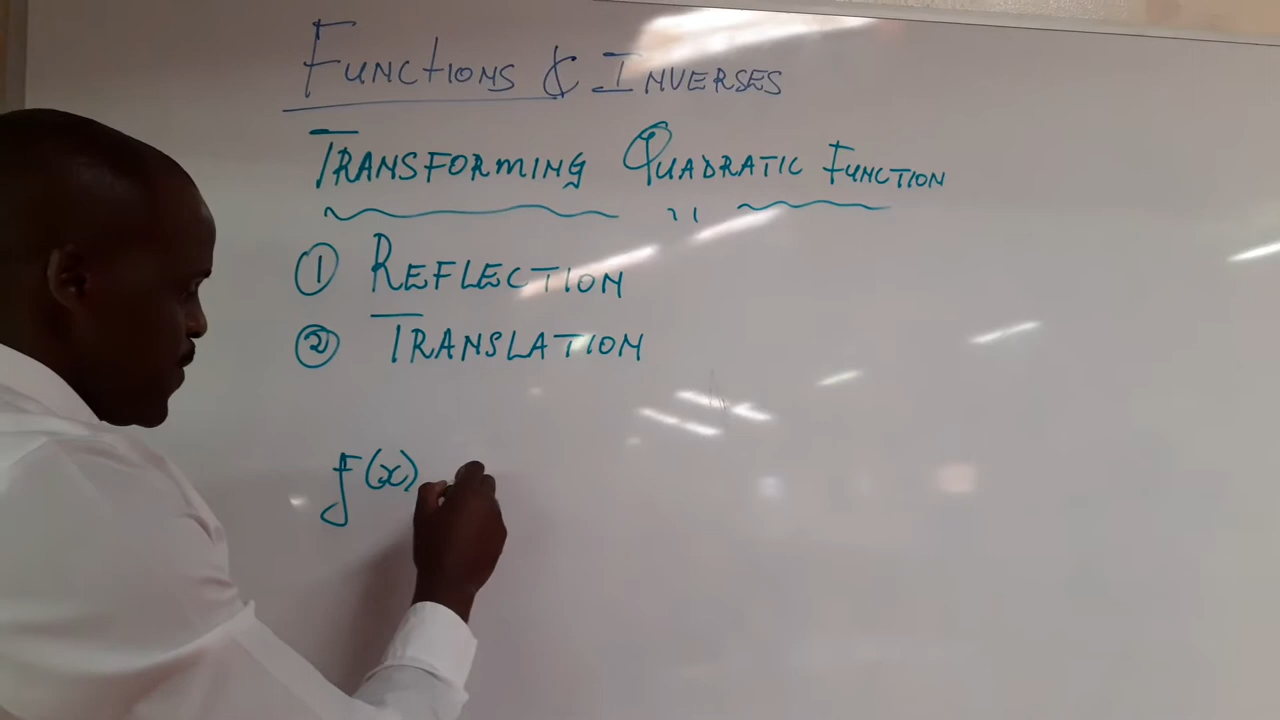 FUNCTIONS & INVERSES
TRANSFORMING QUADRATIC FUNCTION
① REFLECTION
② TRANSLATION
f(x)